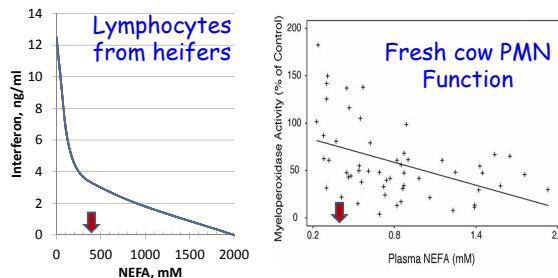 Lymphocytes
from heifers
Interferon, ng/ml
14
12
10
8
6
4
2
0
0 500 1000 1500 2000
NEFA, mM
Fresh cow PMN
Function
Myeloperoxidase Activity (% of Control)
200
150
100
50
0
0.2 0.8 1.4 2.0
Plasma NEFA (mM)